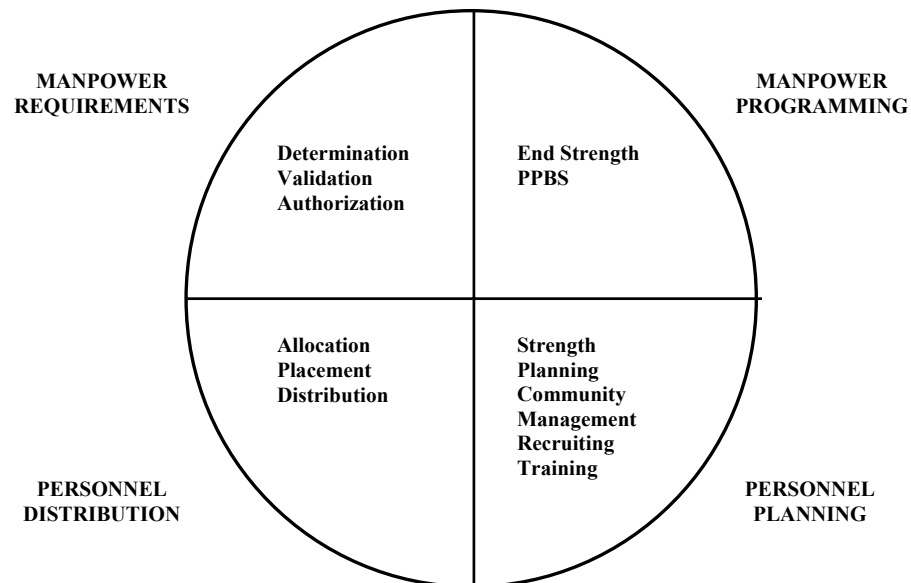 MANPOWER
REQUIREMENTS
MANPOWER
PROGRAMMING
Determination
Validation
Authorization
End Strength
PPBS
Allocation
Placement
Distribution
Strength
Planning
Community
Management
Recruiting
Training
PERSONNEL
DISTRIBUTION
PERSONNEL
PLANNING